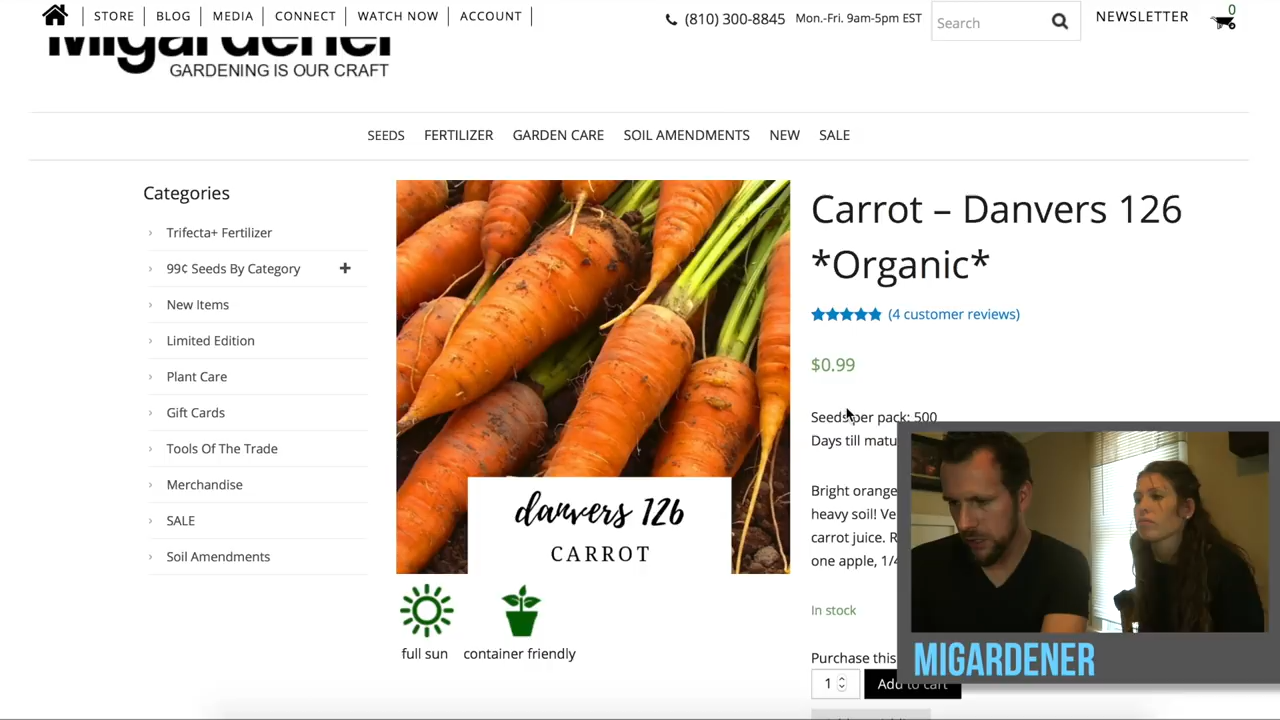 STORE BLOG MEDIA CONNECT WATCH NOW ACCOUNT
(810) 300-8845 Mon.-Fri. 9am-5pm EST Search NEWSLETTER 0
Migardener
GARDENING IS OUR CRAFT
SEEDS FERTILIZER GARDEN CARE SOIL AMENDMENTS NEW SALE
Categories
Trifecta+ Fertilizer
99¢ Seeds By Category +
New Items
Limited Edition
Plant Care
Gift Cards
Tools Of The Trade
Merchandise
SALE
Soil Amendments
danvers 126
CARROT
full sun container friendly
Carrot – Danvers 126
*Organic*
(4 customer reviews)
$0.99
Seeds per pack: 500
Days till matu
Bright orange
heavy soil! Ve
carrot juice. R
one apple, 1/4
In stock
Purchase this
1 Add to cart
MIGARDENER